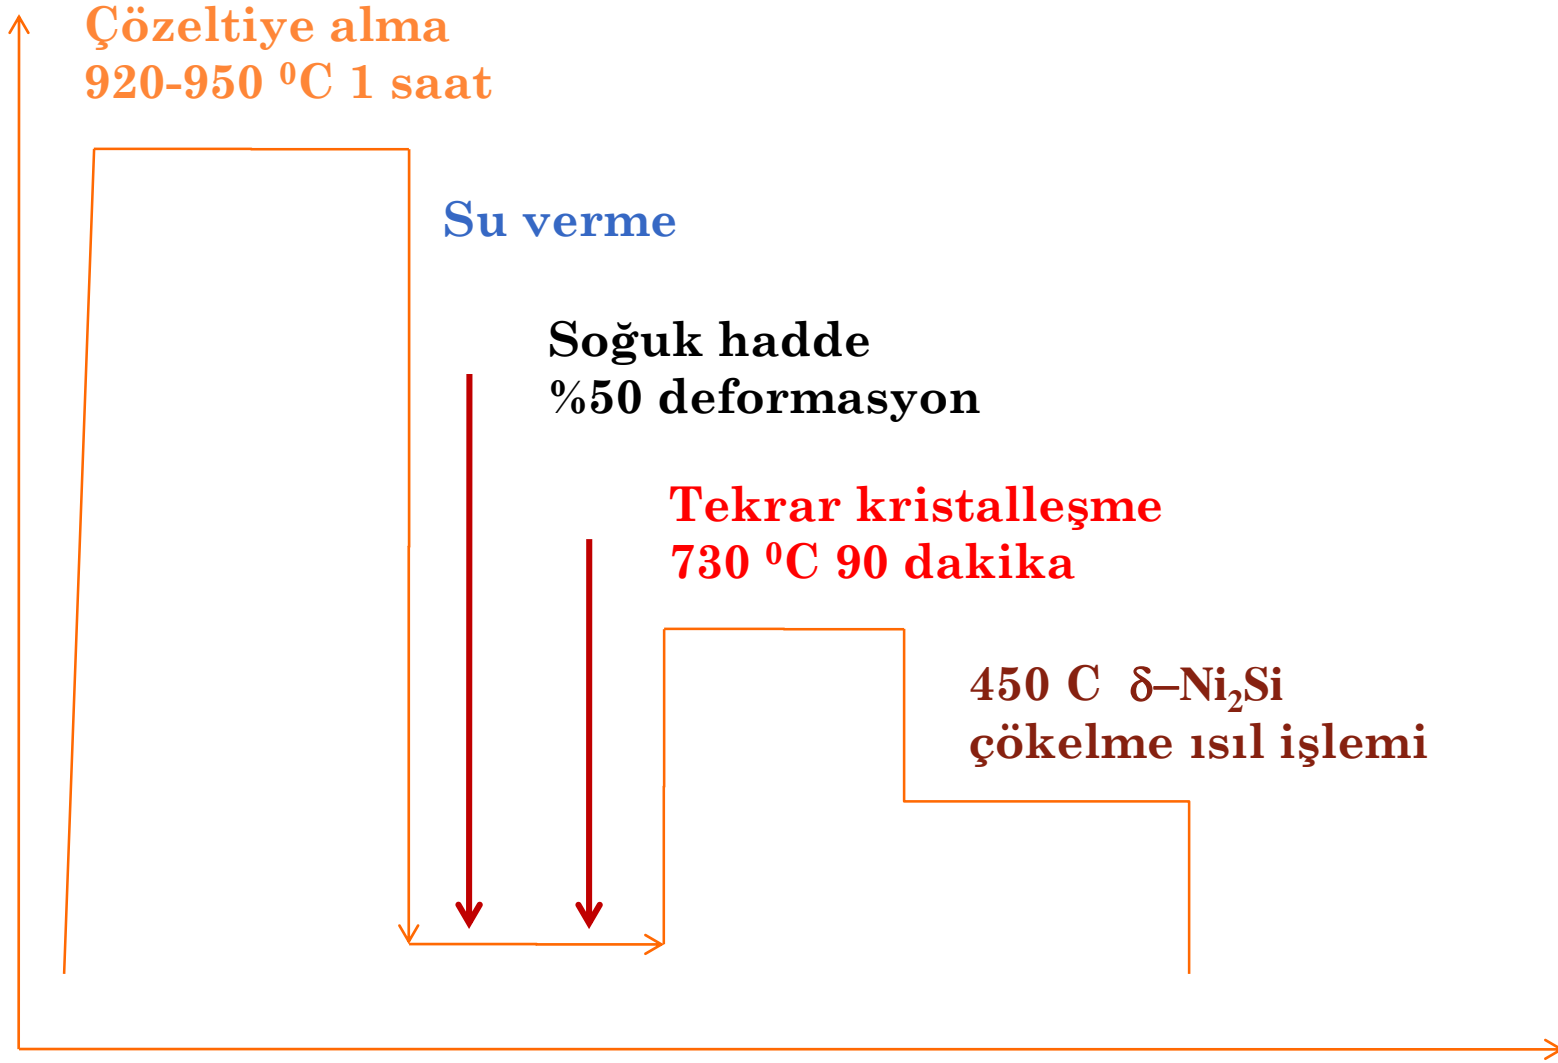 Çözeltiye alma
920-950 ⁰C 1 saat
Su verme
Soğuk hadde
%50 deformasyon
Tekrar kristalleşme
730 ⁰C 90 dakika
450 C δ–Ni₂Si
çökelme ısıl işlemi